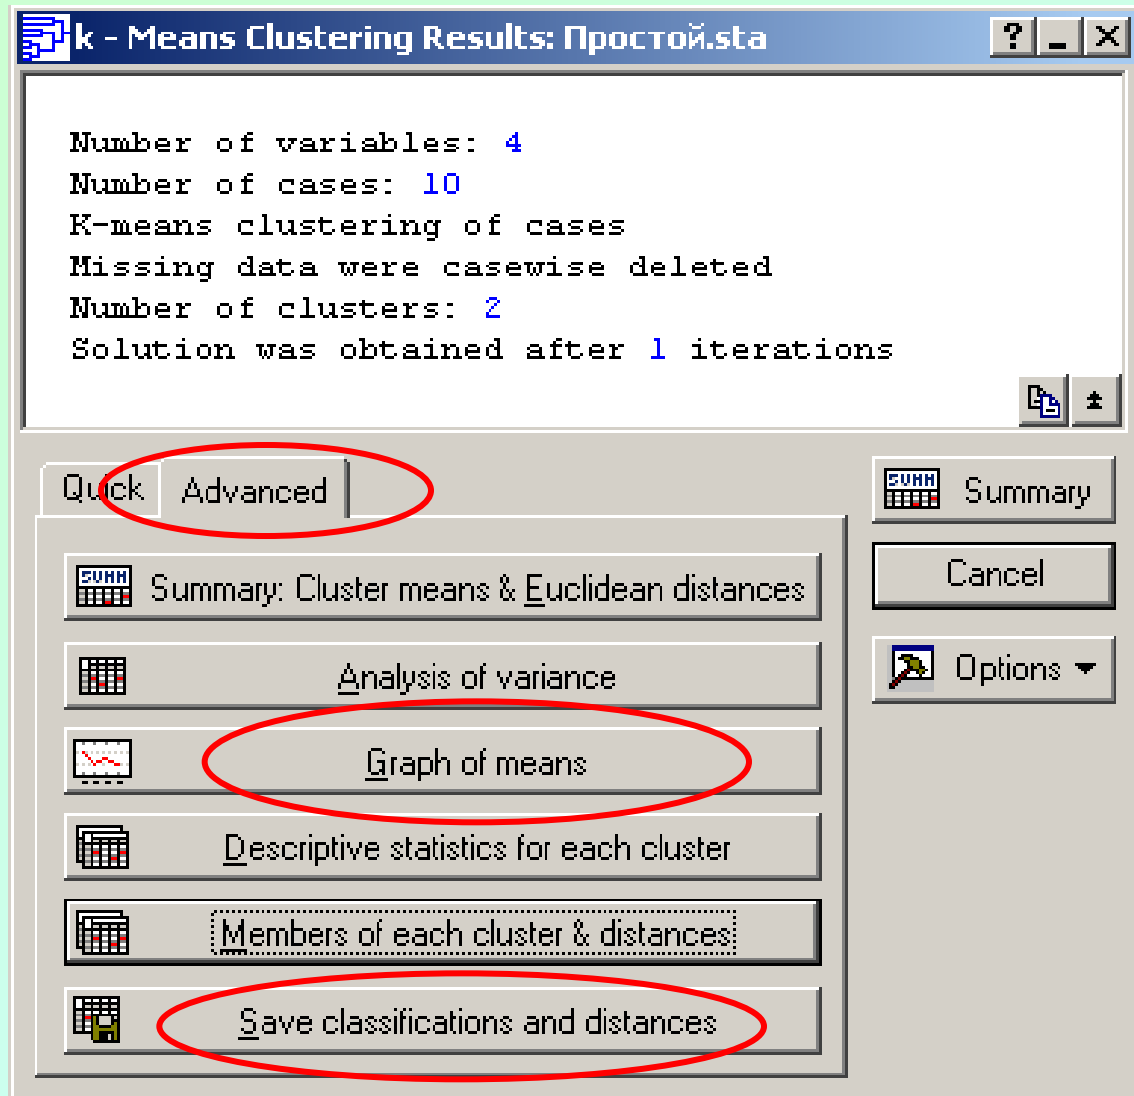 k - Means Clustering Results: Простой.sta
Number of variables: 4
Number of cases: 10
K-means clustering of cases
Missing data were casewise deleted
Number of clusters: 2
Solution was obtained after 1 iterations
Quick
Advanced
SUMM Summary
Summary: Cluster means & Euclidean distances
Cancel
Analysis of variance
Options
Graph of means
Descriptive statistics for each cluster
Members of each cluster & distances
Save classifications and distances